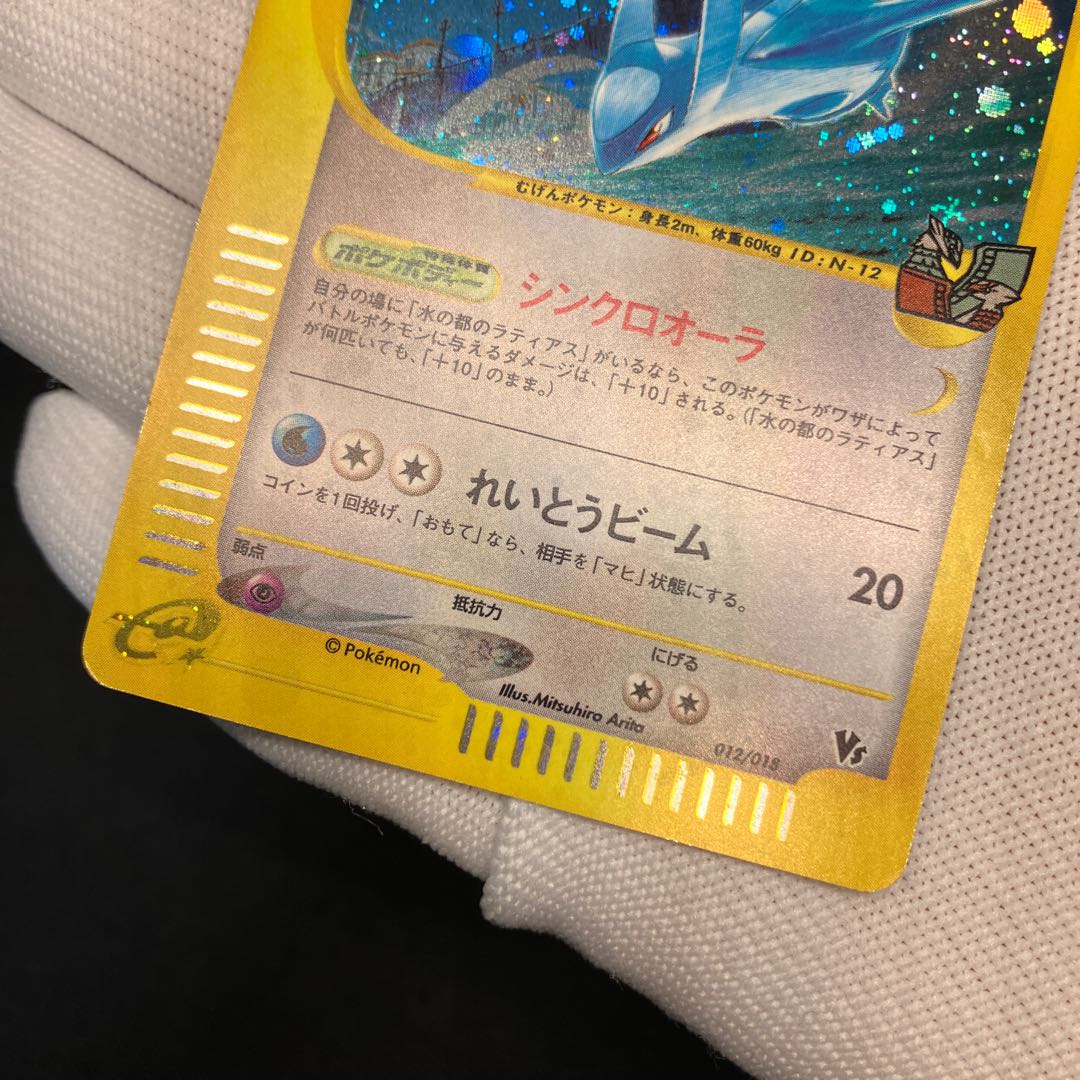 むげんポケモン：身長2m、体重60kg ID：N-12
特殊体質
ポケボディー
シンクロオーラ
自分の場に「水の都のラティアス」がいるなら、このポケモンがワザによって
バトルポケモンに与えるダメージは、「＋10」される。（「水の都のラティアス」
が何匹いても、「＋10」のまま。）
れいとうビーム
20
コインを1回投げ、「おもて」なら、相手を「マヒ」状態にする。
弱点
抵抗力
にげる
© Pokémon
Illus.Mitsuhiro Arita
012/018
Vs